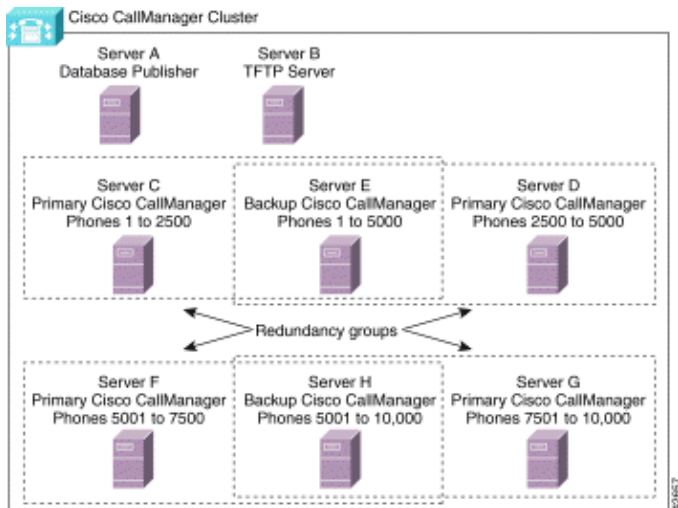 Cisco CallManager Cluster
Server A
Database Publisher
Server B
TFTP Server
Server C
Primary Cisco CallManager
Phones 1 to 2500
Server E
Backup Cisco CallManager
Phones 1 to 5000
Server D
Primary Cisco CallManager
Phones 2500 to 5000
Redundancy groups
Server F
Primary Cisco CallManager
Phones 5001 to 7500
Server H
Backup Cisco CallManager
Phones 5001 to 10,000
Server G
Primary Cisco CallManager
Phones 7501 to 10,000